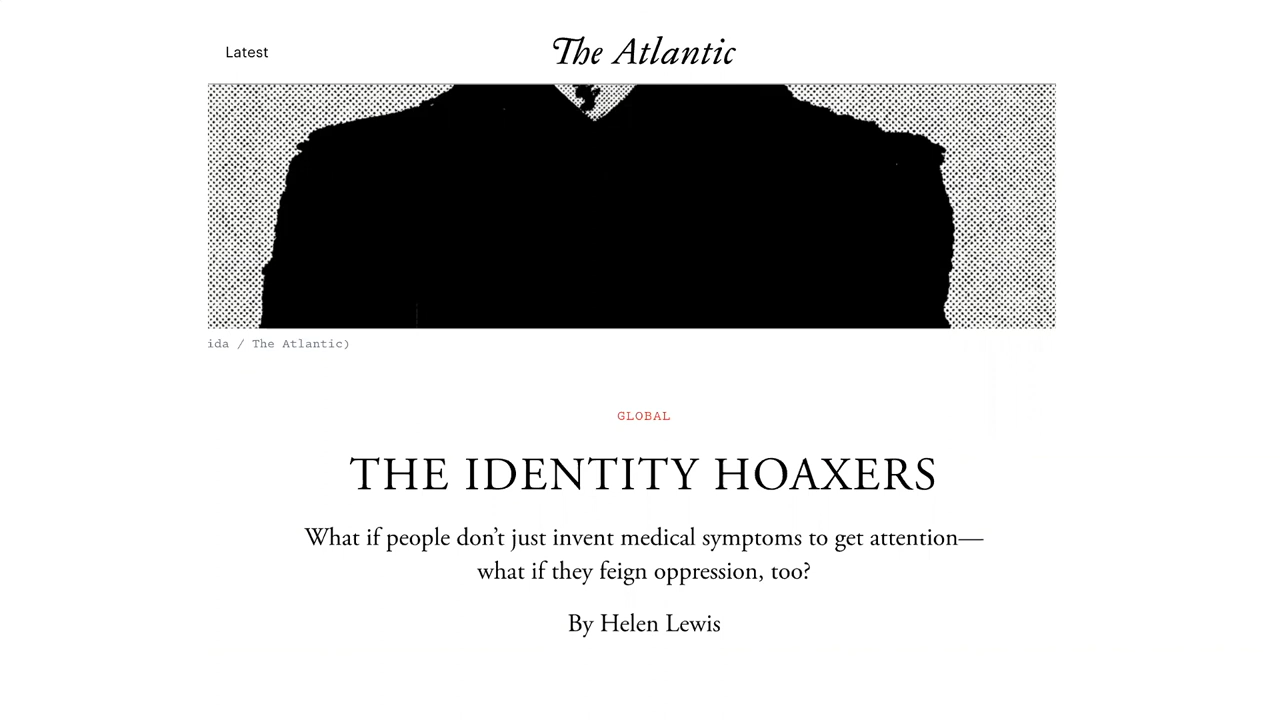 Latest
The Atlantic
ida / The Atlantic)
GLOBAL
THE IDENTITY HOAXERS
What if people don’t just invent medical symptoms to get attention—
what if they feign oppression, too?
By Helen Lewis